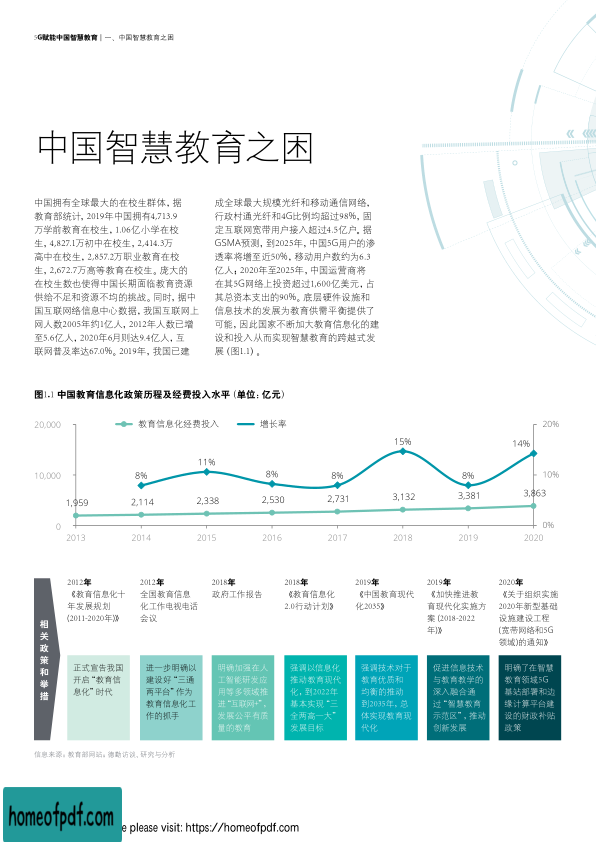 5G赋能中国智慧教育 | 一、中国智慧教育之困
中国智慧教育之困
中国拥有全球最大的在校生群体，据
教育部统计，2019年中国拥有4,713.9
万学前教育在校生，1.06亿小学在校
生，4,827.1万初中在校生，2,414.3万
高中在校生，2,857.2万职业教育在校
生，2,672.7万高等教育在校生。庞大的
在校生数也使得中国长期面临教育资源
供给不足和资源不均的挑战。同时，据中
国互联网络信息中心数据，我国互联网上
网人数2005年约1亿，2012年人数已增
至5.6亿人，2020年6月则达9.4亿人，互
联网普及率达67.0%。2019年，我国已建
成全球最大规模光纤和移动通信网络，
行政村通光纤和4G比例均超过98%，固
定互联网宽带用户接入超过4.5亿户。据
GSMA预测，到2025年，中国5G用户的渗
透率将增至近50%，移动用户数约为6.3
亿人；2020年至2025年，中国运营商将
在其5G网络上投资超过1,600亿美元，占
其总资本支出的90%。底层硬件设施和
信息技术的发展为教育供需平衡提供了
可能，因此国家不断加大教育信息化的建
设和投入从而实现智慧教育的跨越式发
展（图1.1）。
图1.1 中国教育信息化政策历程及经费投入水平（单位：亿元）
20,000
教育信息化经费投入
增长率
20%
8%
11%
8%
8%
15%
8%
14%
10,000
10%
1,959
2,114
2,338
2,530
2,731
3,132
3,381
3,863
0
0%
2013
2014
2015
2016
2017
2018
2019
2020
相关政策和举措
2012年
《教育信息化十
年发展规划
(2011-2020年)》
2012年
全国教育信息
化工作电视电话
会议
2018年
政府工作报告
2018年
《教育信息化
2.0行动计划》
2019年
《中国教育现代
化2035》
2019年
《加快推进教
育现代化实施方
案 (2018-2022
年)》
2020年
《关于组织实施
2020年新型基础
设施建设工程
(宽带网络和5G
领域)的通知》
正式宣告我国
开启“教育信
息化”时代
进一步明确以
建设好“三通
两平台”作为
教育信息化工
作的抓手
明确加强在人
工智能研发应
用等多领域推
进“互联网+”，
发展公平有质
量的教育
强调以信息化
推动教育现代
化，到2022年
基本实现“三
全两高一大”
发展目标
强调技术对于
教育优质和
均衡的推动
到2035年，总
体实现教育现
代化
促进信息技术
与教育教学的
深入融合通
过“智慧教育
示范区”，推动
创新发展
明确了在智慧
教育领域5G
基站部署和边
缘计算平台建
设的财政补贴
政策
信息来源：教育部网站，德勤访谈、研究与分析
homeofpdf.com
e please visit: https://homeofpdf.com